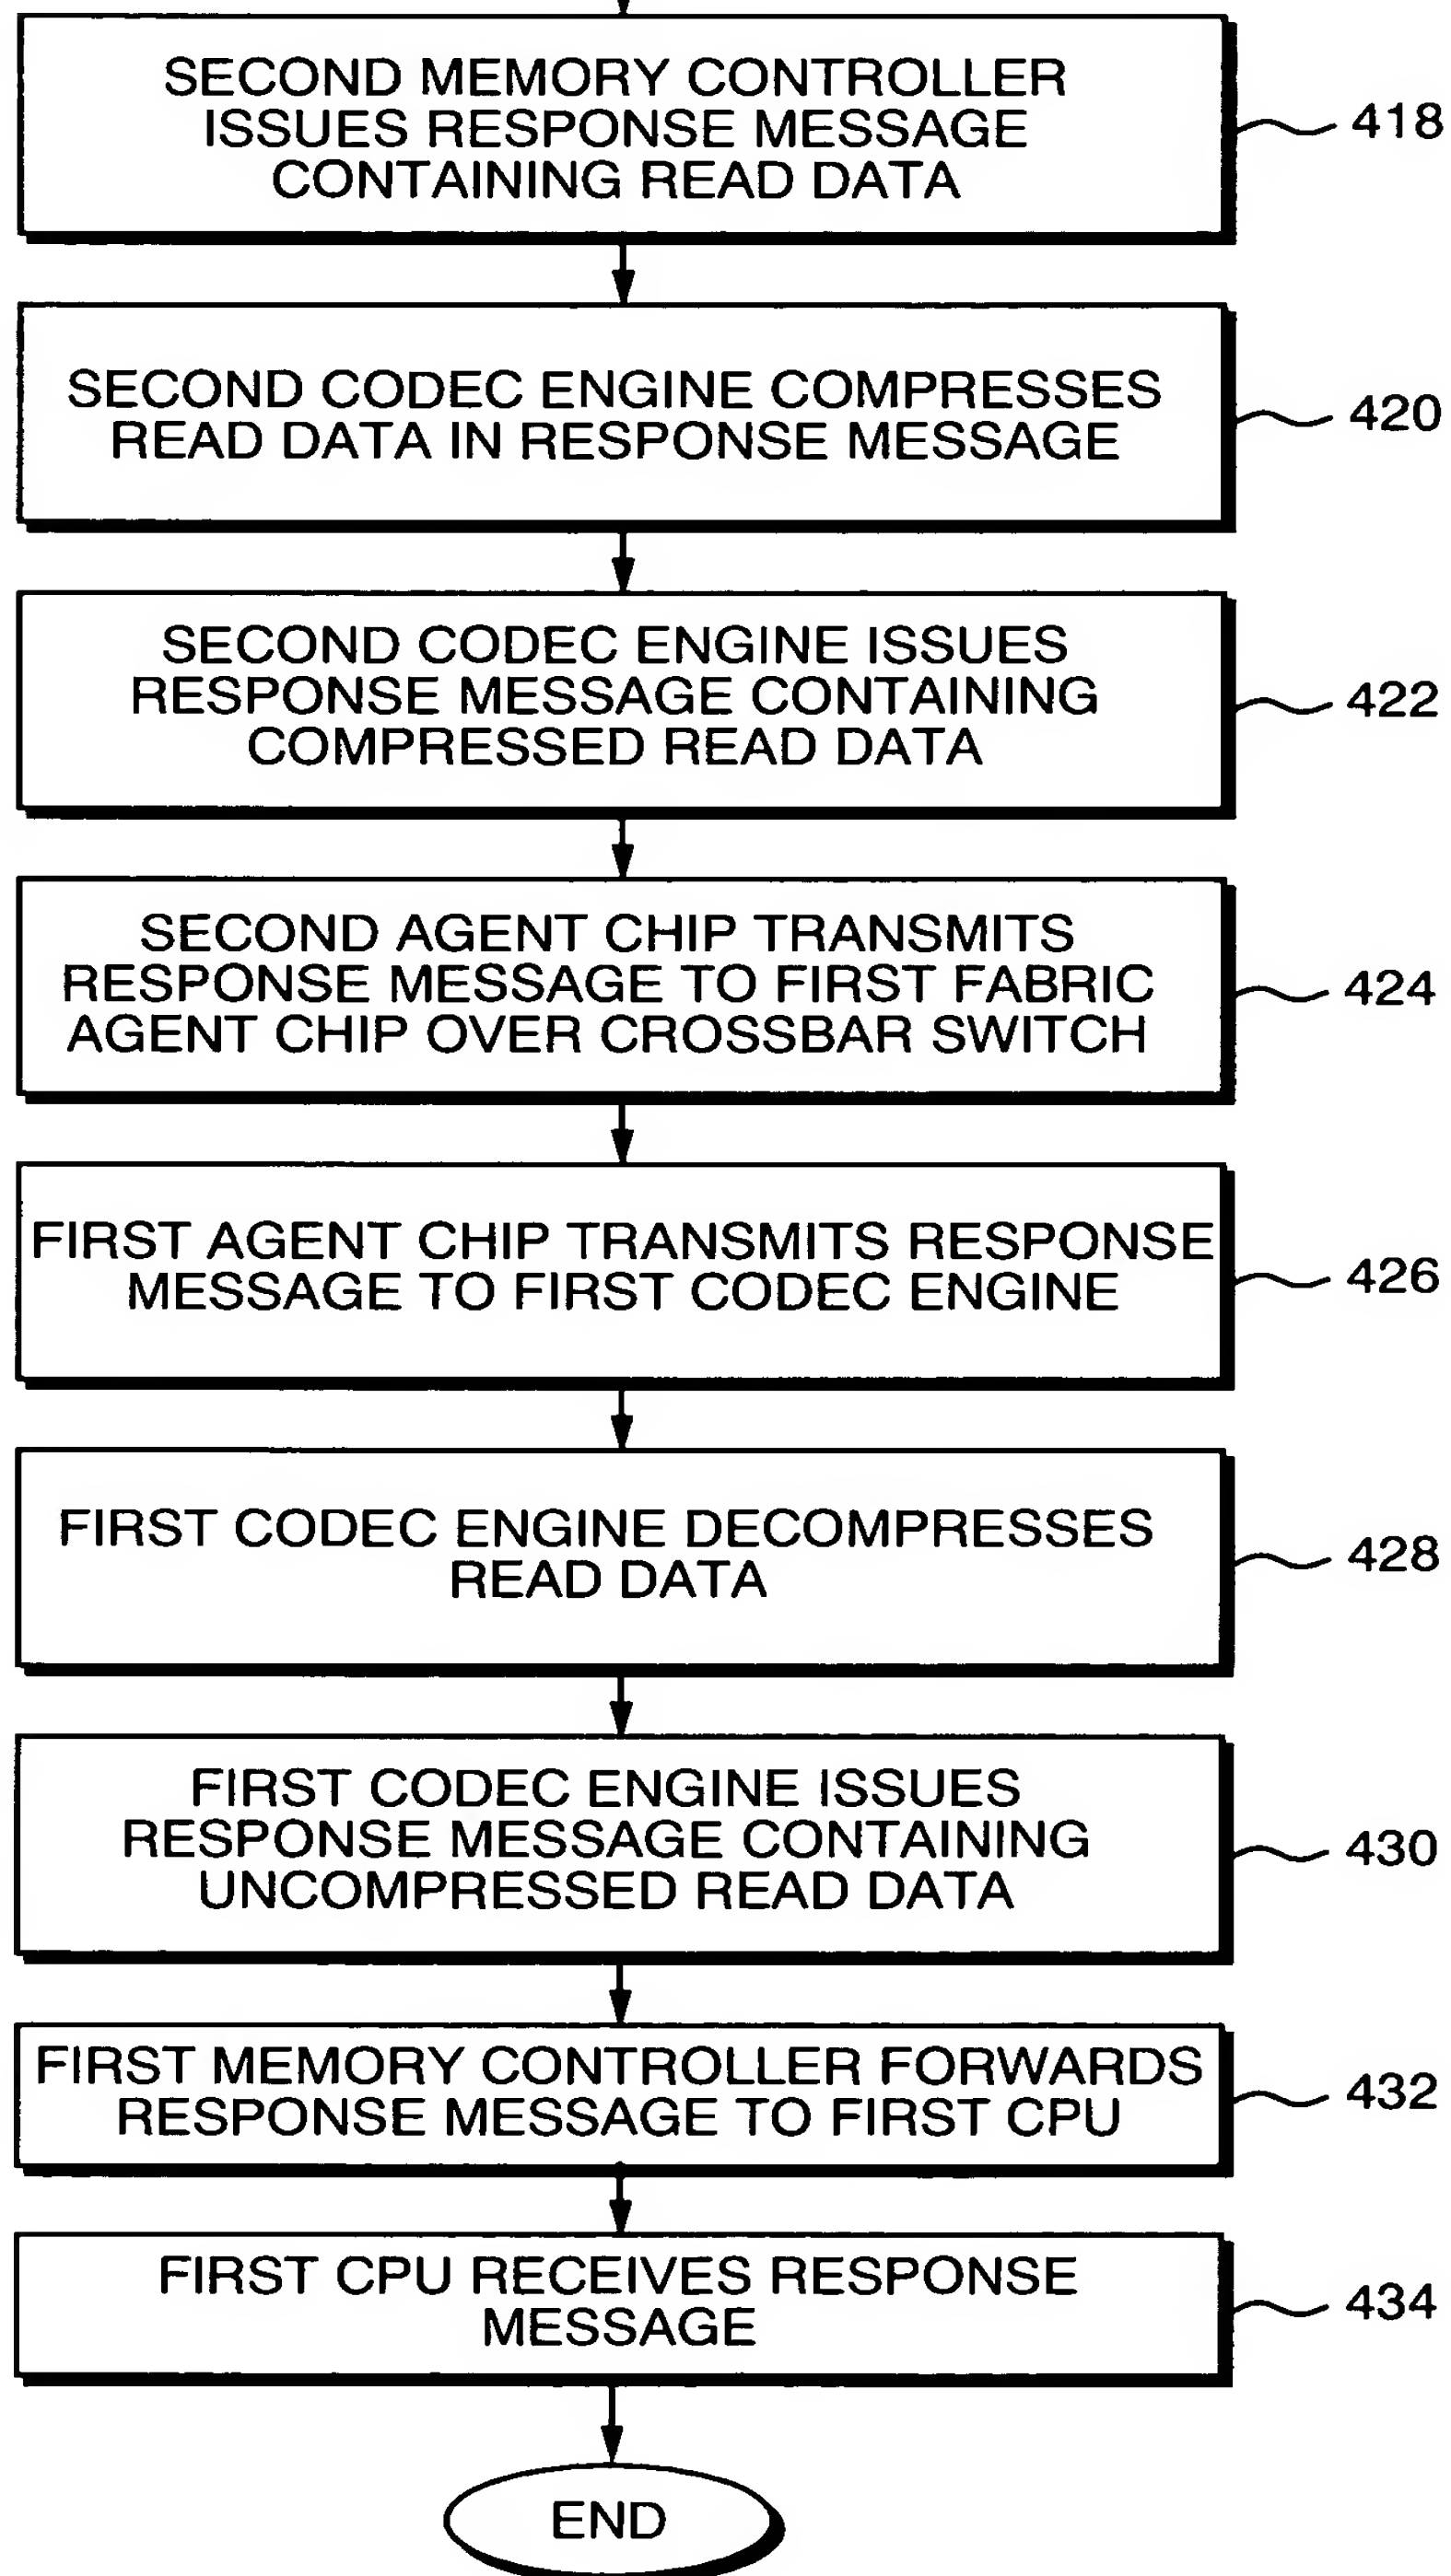 SECOND MEMORY CONTROLLER
ISSUES RESPONSE MESSAGE
CONTAINING READ DATA
418
SECOND CODEC ENGINE COMPRESSES
READ DATA IN RESPONSE MESSAGE
420
SECOND CODEC ENGINE ISSUES
RESPONSE MESSAGE CONTAINING
COMPRESSED READ DATA
422
SECOND AGENT CHIP TRANSMITS
RESPONSE MESSAGE TO FIRST FABRIC
AGENT CHIP OVER CROSSBAR SWITCH
424
FIRST AGENT CHIP TRANSMITS RESPONSE
MESSAGE TO FIRST CODEC ENGINE
426
FIRST CODEC ENGINE DECOMPRESSES
READ DATA
428
FIRST CODEC ENGINE ISSUES
RESPONSE MESSAGE CONTAINING
UNCOMPRESSED READ DATA
430
FIRST MEMORY CONTROLLER FORWARDS
RESPONSE MESSAGE TO FIRST CPU
432
FIRST CPU RECEIVES RESPONSE
MESSAGE
434
END